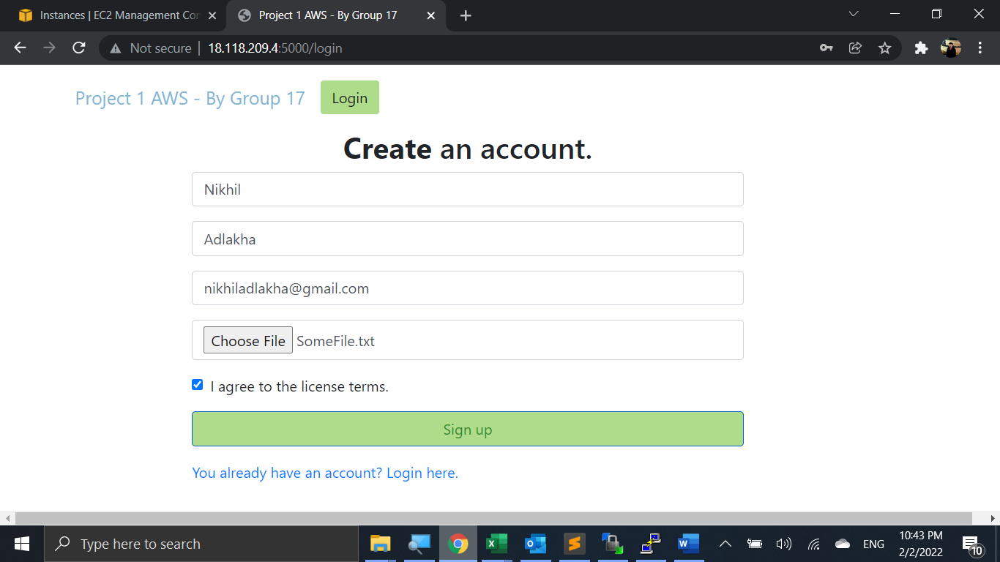 Instances | EC2 Management Con
Project 1 AWS - By Group 17
Not secure | 18.118.209.4:5000/login
Project 1 AWS - By Group 17 Login
Create an account.
Nikhil
Adlakha
nikhiladlakha@gmail.com
Choose File SomeFile.txt
I agree to the license terms.
Sign up
You already have an account? Login here.
Type here to search
ENG
10:43 PM
2/2/2022
10